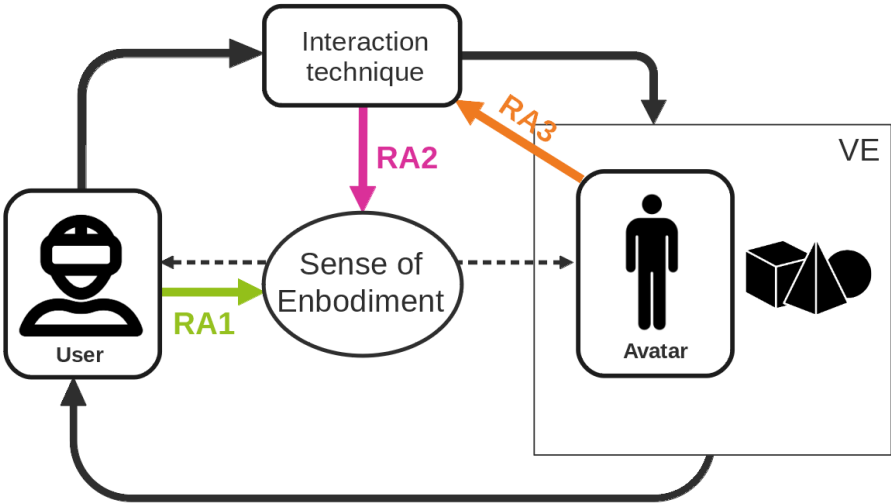 Interaction
technique
RA3
VE
RA2
Sense of
Enbodiment
RA1
User
Avatar